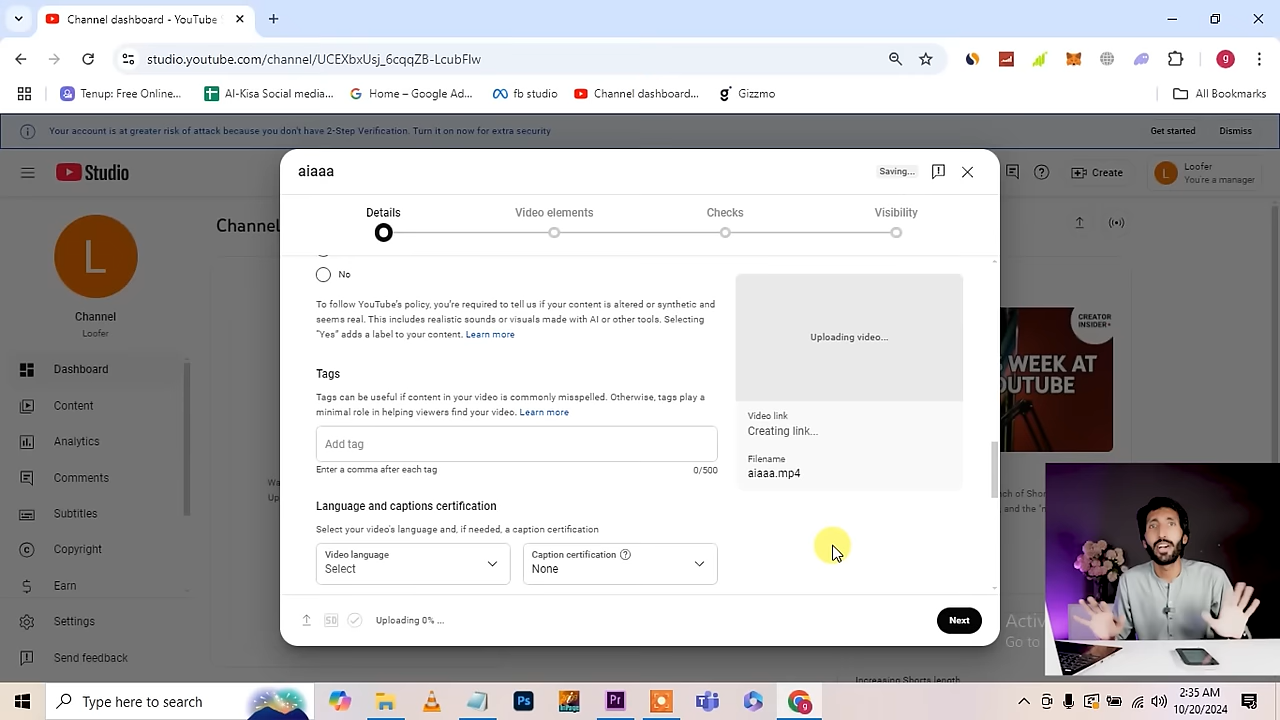 Channel dashboard - YouTube
studio.youtube.com/channel/UCEXbxUsj_6cqqZB-LcubFIw
Tenup: Free Online...
AI-Kisa Social media...
Home – Google Ad...
fb studio
Channel dashboard...
Gizzmo
All Bookmarks
Your account is at greater risk of attack because you don't have 2-Step Verification. Turn it on now for extra security
Get started
Dismiss
Studio
Create
Loofer
You're a manager
aiaaa
Saving...
Details
Video elements
Checks
Visibility
Channel
L
Channel
Loofer
Dashboard
Content
Analytics
Comments
Subtitles
Copyright
Earn
Settings
Send feedback
No
To follow YouTube's policy, you're required to tell us if your content is altered or synthetic and
seems real. This includes realistic sounds or visuals made with AI or other tools. Selecting
"Yes" adds a label to your content. Learn more
Tags
Tags can be useful if content in your video is commonly misspelled. Otherwise, tags play a
minimal role in helping viewers find your video. Learn more
Add tag
Enter a comma after each tag
0/500
Language and captions certification
Select your video's language and, if needed, a caption certification
Video language
Select
Caption certification
None
Uploading video...
Video link
Creating link...
Filename
aiaaa.mp4
SD
Uploading 0% ...
Next
CREATOR
INSIDER
WEEK AT
OUTUBE
Activ
Go to
Increasing Shorts length
Type here to search
2:35 AM
10/20/2024